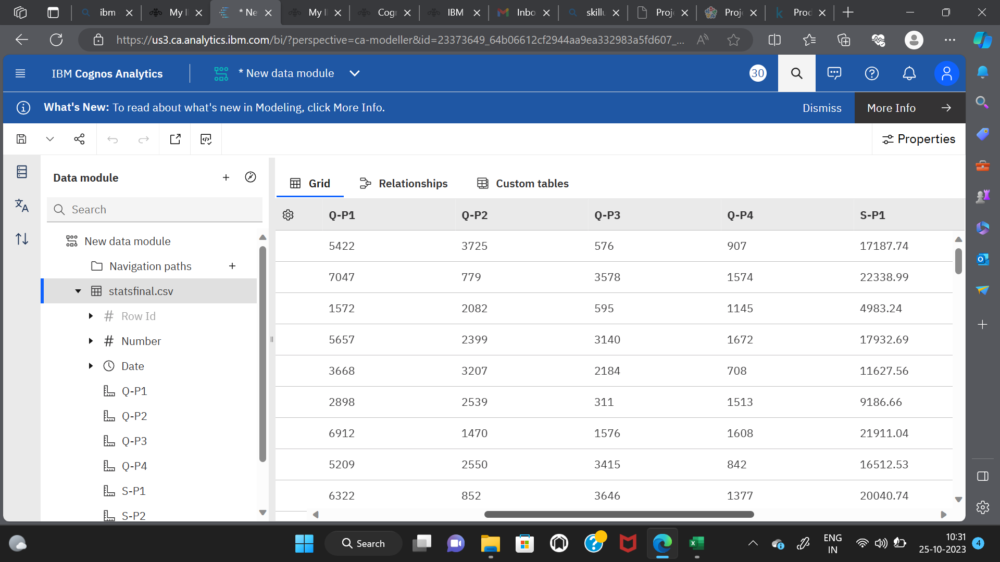 ibm
My I
* Ne
My I
Cog
IBM
Inbo
skill
Proj
Proj
Prod
https://us3.ca.analytics.ibm.com/bi/?perspective=ca-modeller&id=23373649_64b06612cf2944aa9ea332983a5fd607_...
IBM Cognos Analytics
* New data module
30
What's New: To read about what's new in Modeling, click More Info.
Dismiss
More Info
Properties
Data module
Grid
Relationships
Custom tables
Search
Q-P1 Q-P2 Q-P3 Q-P4 S-P1
5422 3725 576 907 17187.74
7047 779 3578 1574 22338.99
1572 2082 595 1145 4983.24
5657 2399 3140 1672 17932.69
3668 3207 2184 708 11627.56
2898 2539 311 1513 9186.66
6912 1470 1576 1608 21911.04
5209 2550 3415 842 16512.53
6322 852 3646 1377 20040.74
New data module
Navigation paths
statsfinal.csv
Row Id
Number
Date
Q-P1
Q-P2
Q-P3
Q-P4
S-P1
S-P2
Search
ENG
IN
10:31
25-10-2023
4